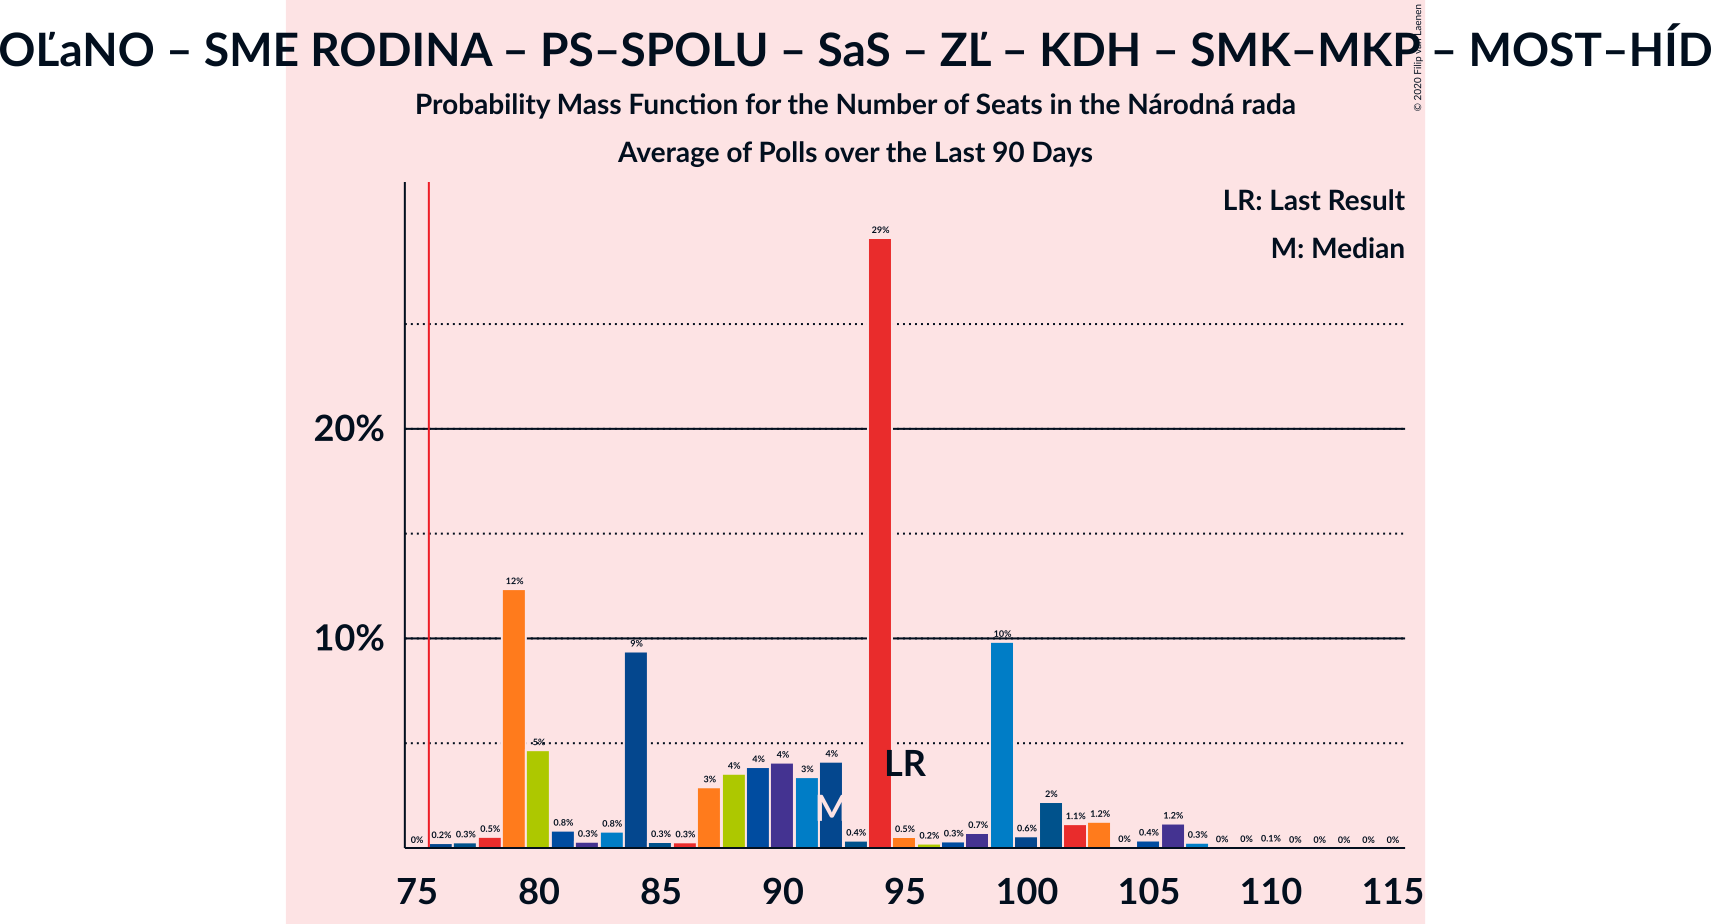 OĽaNO – SME RODINA – PS–SPOLU – SaS – ZĽ – KDH – SMK–MKP – MOST–HÍD
Probability Mass Function for the Number of Seats in the Národná rada
Average of Polls over the Last 90 Days
© 2020 Filip van Laenen
LR: Last Result
M: Median
20%
10%
0% 0.2% 0.3% 0.5% 12% 5% 0.8% 0.3% 0.8% 9% 0.3% 0.3% 3% 4% 4% 4% 3% 4% 0.4% 29% 0.5% 0.2% 0.3% 0.7% 10% 0.6% 2% 1.1% 1.2% 0% 0.4% 1.2% 0.3% 0% 0% 0.1% 0% 0% 0% 0% 0%
LR
M
75 80 85 90 95 100 105 110 115